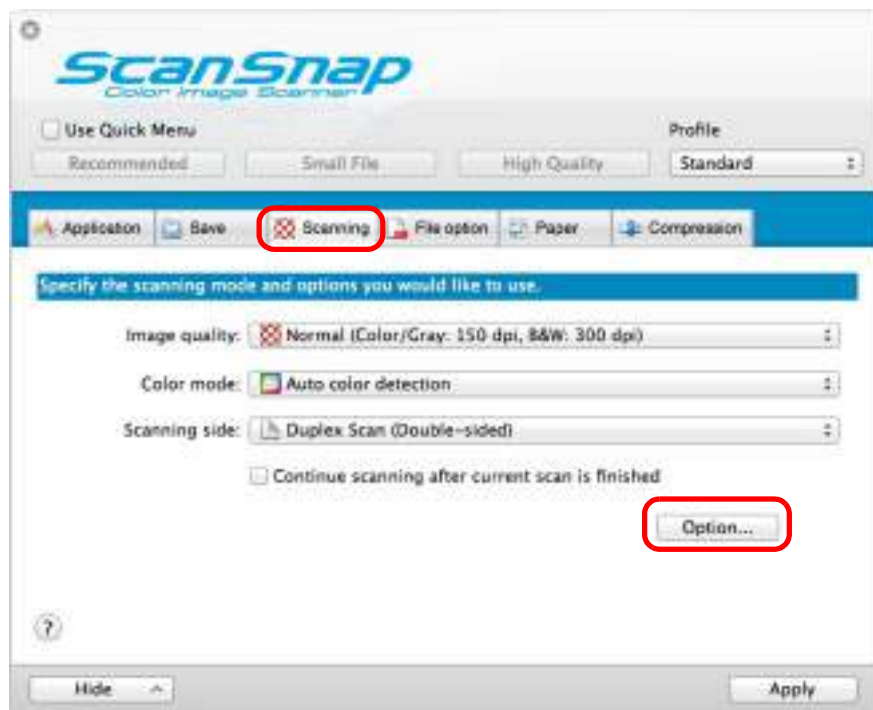 ScanSnap
Color Image Scanner
Use Quick Menu
Profile
Recommended Small File High Quality Standard
Application Save Scanning File option Paper Compression
Specify the scanning mode and options you would like to use.
Image quality: Normal (Color/Gray: 150 dpi, B&W: 300 dpi)
Color mode: Auto color detection
Scanning side: Duplex Scan (Double-sided)
Continue scanning after current scan is finished
Option...
?
Hide Apply